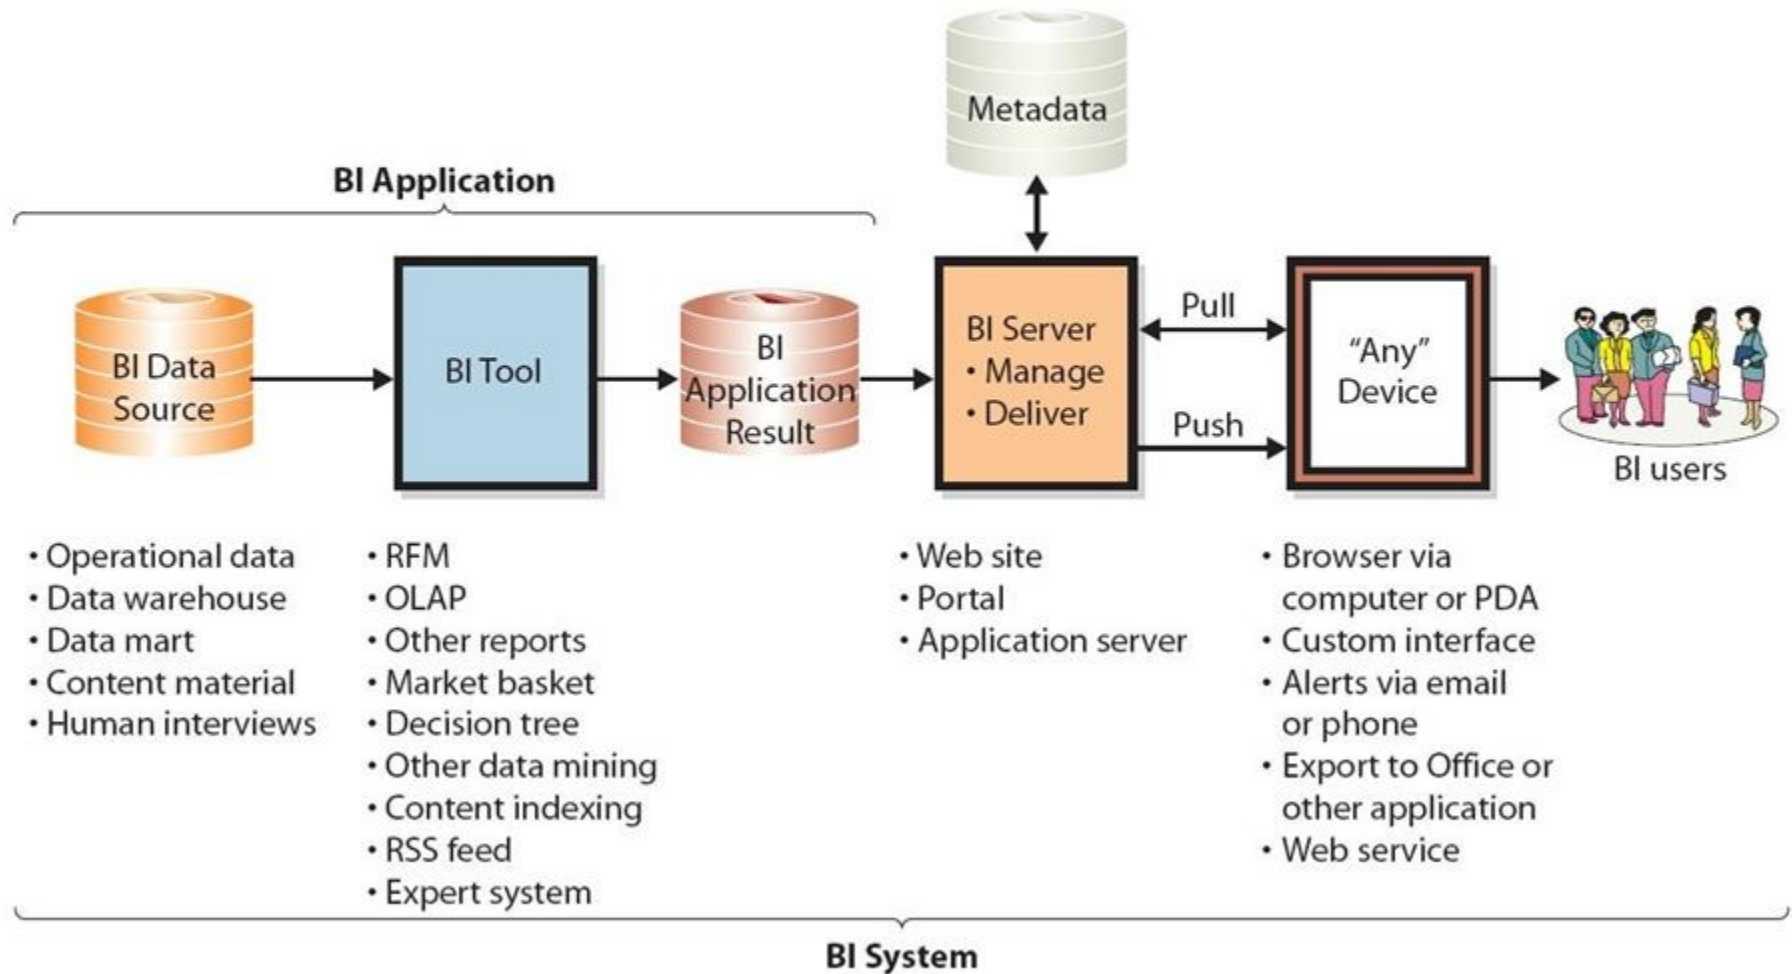 Metadata
BI Application
BI Data
Source
BI Tool
BI
Application
Result
BI Server
• Manage
• Deliver
Pull
Push
“Any”
Device
BI users
• Operational data
• Data warehouse
• Data mart
• Content material
• Human interviews
• RFM
• OLAP
• Other reports
• Market basket
• Decision tree
• Other data mining
• Content indexing
• RSS feed
• Expert system
• Web site
• Portal
• Application server
• Browser via
computer or PDA
• Custom interface
• Alerts via email
or phone
• Export to Office or
other application
• Web service
BI System